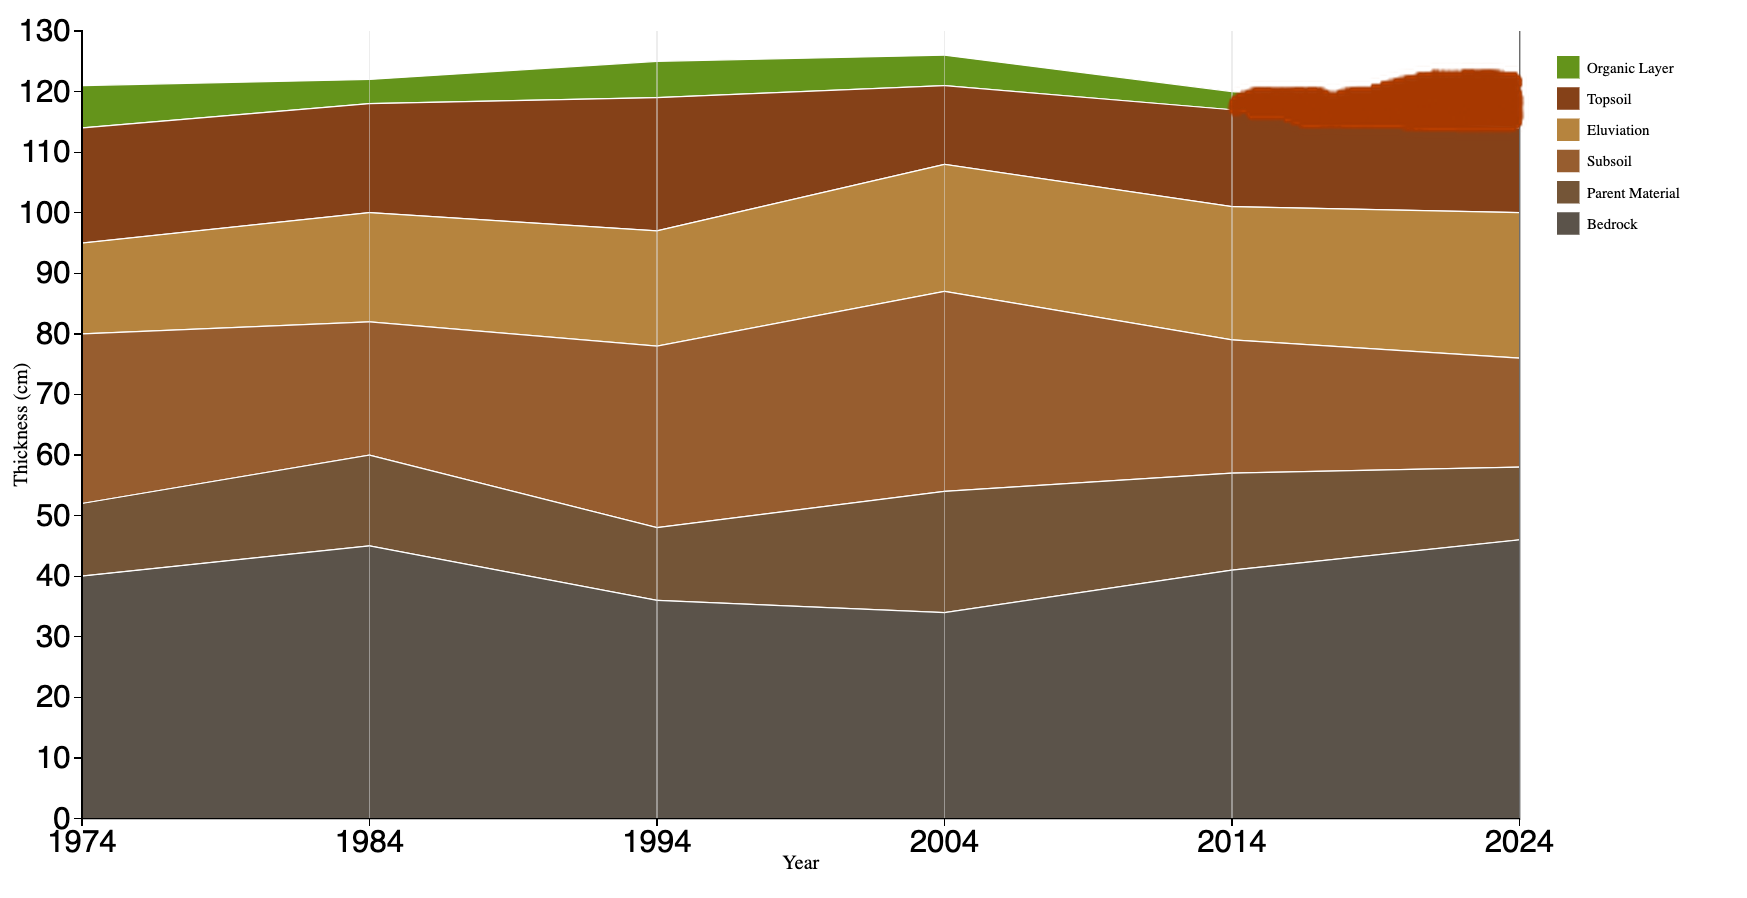 130
120
110
100
90
80
70
60
50
40
30
20
10
0
Thickness (cm)
1974 1984 1994 2004 2014 2024
Year
Organic Layer
Topsoil
Eluviation
Subsoil
Parent Material
Bedrock